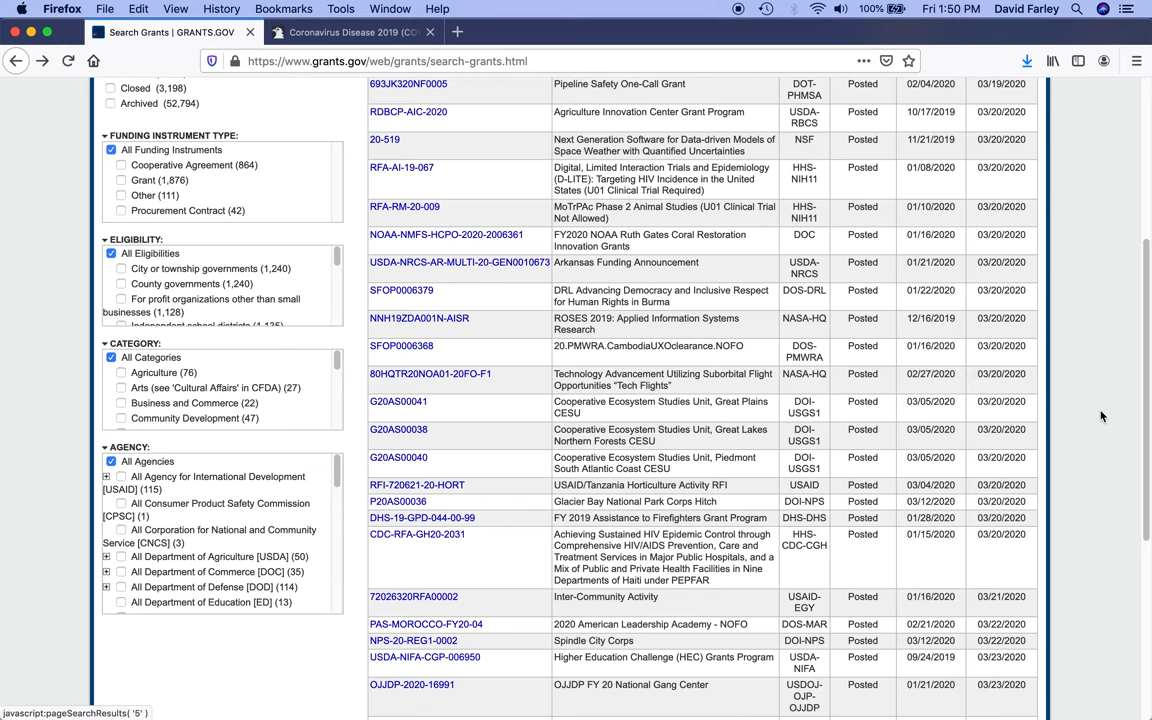 Firefox File Edit View History Bookmarks Tools Window Help 100% Fri 1:50 PM David Farley
Search Grants | GRANTS.GOV Coronavirus Disease 2019 (CO
https://www.grants.gov/web/grants/search-grants.html
Closed (3,198)
Archived (52,794)
FUNDING INSTRUMENT TYPE:
All Funding Instruments
Cooperative Agreement (864)
Grant (1,876)
Other (111)
Procurement Contract (42)
ELIGIBILITY:
All Eligibilities
City or township governments (1,240)
County governments (1,240)
For profit organizations other than small
businesses (1,128)
Independent school districts (1,135)
CATEGORY:
All Categories
Agriculture (76)
Arts (see 'Cultural Affairs' in CFDA) (27)
Business and Commerce (22)
Community Development (47)
AGENCY:
All Agencies
All Agency for International Development
[USAID] (115)
All Consumer Product Safety Commission
[CPSC] (1)
All Corporation for National and Community
Service [CNCS] (3)
All Department of Agriculture [USDA] (50)
All Department of Commerce [DOC] (35)
All Department of Defense [DOD] (114)
All Department of Education [ED] (13)
693JK320NF0005 Pipeline Safety One-Call Grant DOT- Posted 02/04/2020 03/19/2020
PHMSA
RDBCP-AIC-2020 Agriculture Innovation Center Grant Program USDA- Posted 10/17/2019 03/19/2020
RBCS
20-519 Next Generation Software for Data-driven Models of NSF Posted 11/21/2019 03/19/2020
Space Weather with Quantified Uncertainties
RFA-AI-19-067 Digital, Limited Interaction Trials and Epidemiology HHS- Posted 01/08/2020 03/20/2020
(D-LITE): Targeting HIV Incidence in the United NIH11
States (U01 Clinical Trial Required)
RFA-RM-20-009 MoTrPAc Phase 2 Animal Studies (U01 Clinical Trial HHS- Posted 01/10/2020 03/20/2020
Not Allowed) NIH11
NOAA-NMFS-HCPO-2020-2006361 FY2020 NOAA Ruth Gates Coral Restoration DOC Posted 01/16/2020 03/20/2020
Innovation Grants
USDA-NRCS-AR-MULTI-20-GEN0010673 Arkansas Funding Announcement USDA- Posted 01/21/2020 03/20/2020
NRCS
SFOP0006379 DRL Advancing Democracy and Inclusive Respect DOS-DRL Posted 01/22/2020 03/20/2020
for Human Rights in Burma
NNH19ZDA001N-AISR ROSES 2019: Applied Information Systems NASA-HQ Posted 12/16/2019 03/20/2020
Research
SFOP0006368 20.PMWRA.CambodiaUXOclearance.NOFO DOS- Posted 01/16/2020 03/20/2020
PMWRA
80HQTR20NOA01-20FO-F1 Technology Advancement Utilizing Suborbital Flight NASA-HQ Posted 02/27/2020 03/20/2020
Opportunities “Tech Flights”
G20AS00041 Cooperative Ecosystem Studies Unit, Great Plains DOI- Posted 03/05/2020 03/20/2020
CESU USGS1
G20AS00038 Cooperative Ecosystem Studies Unit, Great Lakes DOI- Posted 03/05/2020 03/20/2020
Northern Forests CESU USGS1
G20AS00040 Cooperative Ecosystem Studies Unit, Piedmont DOI- Posted 03/05/2020 03/20/2020
South Atlantic Coast CESU USGS1
RFI-720621-20-HORT USAID/Tanzania Horticulture Activity RFI USAID Posted 03/04/2020 03/20/2020
P20AS00036 Glacier Bay National Park Corps Hitch DOI-NPS Posted 03/12/2020 03/20/2020
DHS-19-GPD-044-00-99 FY 2019 Assistance to Firefighters Grant Program DHS-DHS Posted 01/28/2020 03/20/2020
CDC-RFA-GH20-2031 Achieving Sustained HIV Epidemic Control through HHS- Posted 01/15/2020 03/20/2020
Comprehensive HIV/AIDS Prevention, Care and CDC-CGH
Treatment Services in Major Public Hospitals, and a
Mix of Public and Private Health Facilities in Nine
Departments of Haiti under PEPFAR
72026320RFA00002 Inter-Community Activity USAID- Posted 01/16/2020 03/21/2020
EGY
PAS-MOROCCO-FY20-04 2020 American Leadership Academy - NOFO DOS-MAR Posted 02/21/2020 03/22/2020
NPS-20-REG1-0002 Spindle City Corps DOI-NPS Posted 03/12/2020 03/22/2020
USDA-NIFA-CGP-006950 Higher Education Challenge (HEC) Grants Program USDA- Posted 09/24/2019 03/23/2020
NIFA
OJJDP-2020-16991 OJJDP FY 20 National Gang Center USDOJ- Posted 01/21/2020 03/23/2020
OJP-
OJJDP
javascript:pageSearchResults( '5' )